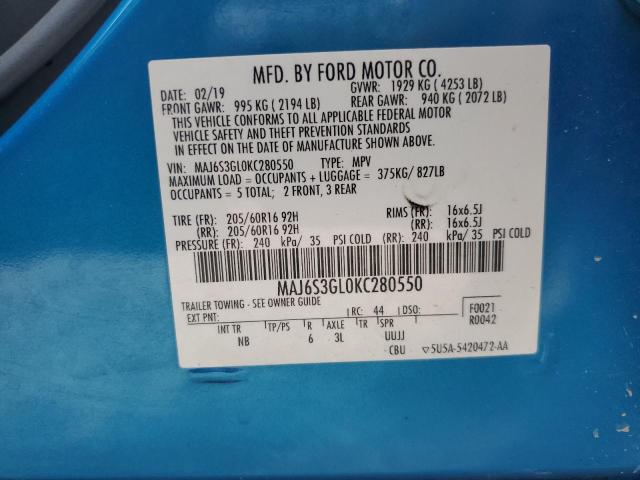 MFD. BY FORD MOTOR CO.
DATE: 02/19 GVWR: 1929 KG ( 4253 LB)
FRONT GAWR: 995 KG ( 2194 LB) REAR GAWR: 940 KG ( 2072 LB)
THIS VEHICLE CONFORMS TO ALL APPLICABLE FEDERAL MOTOR
VEHICLE SAFETY AND THEFT PREVENTION STANDARDS
IN EFFECT ON THE DATE OF MANUFACTURE SHOWN ABOVE.
VIN: MAJ6S3GL0KC280550 TYPE: MPV
MAXIMUM LOAD = OCCUPANTS + LUGGAGE = 375KG/ 827LB
OCCUPANTS = 5 TOTAL; 2 FRONT, 3 REAR
TIRE (FR): 205/60R16 92H RIMS (FR): 16x6.5J
(RR): 205/60R16 92H (RR): 16x6.5J
PRESSURE (FR): 240 kPa/ 35 PSI COLD (RR): 240 kPa/ 35 PSI COLD
MAJ6S3GL0KC280550
TRAILER TOWING - SEE OWNER GUIDE
EXT PNT: RC: 44 DSO: F0021
R0042
INT TR TP/PS R AXLE TR SPR
NB 6 3L UUJJ
CBU ▽5U5A-5420472-AA